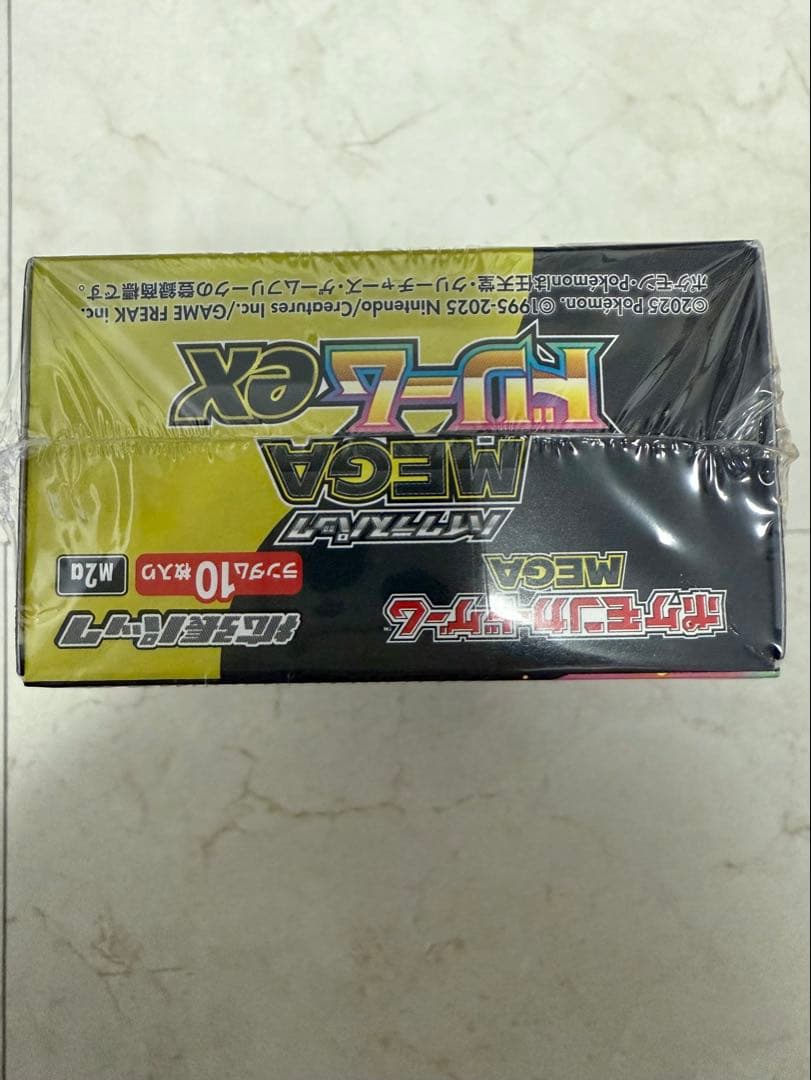 ポケモンカードゲーム™
MEGA
拡張パック
ランダム10枚入り
M2a
ハイクラスパック
MEGA
ドリームex
©2025 Pokémon. ©1995-2025 Nintendo/Creatures Inc./GAME FREAK inc.
ポケモン・Pokémonは任天堂・クリーチャーズ・ゲームフリークの登録商標です。